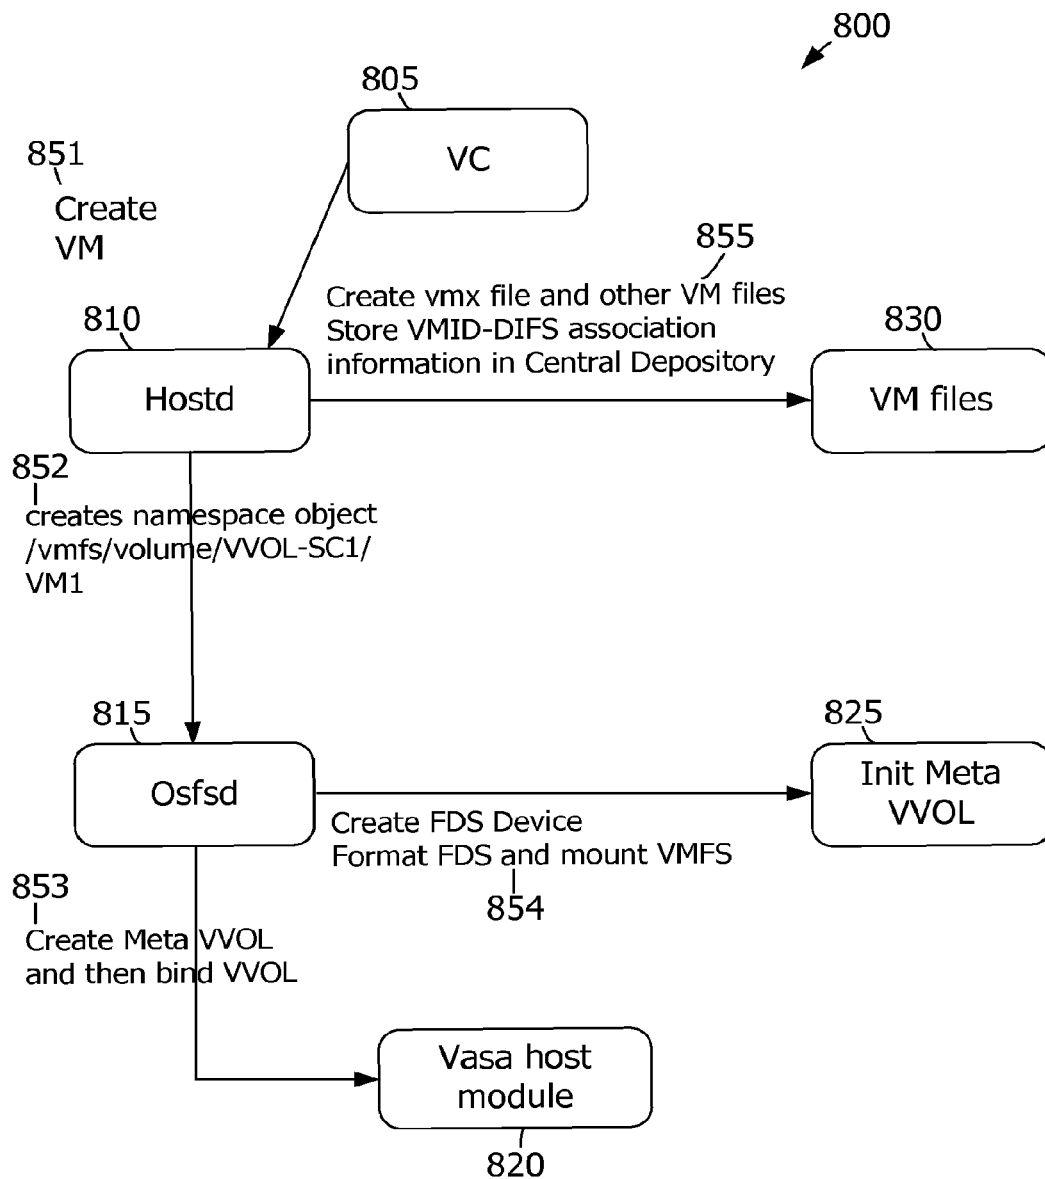 800
805
VC
851
Create
VM
855
Create vmx file and other VM files
Store VMID-DIFS association
information in Central Depository
810
Hostd
830
VM files
852
creates namespace object
/vmfs/volume/VVOL-SC1/
VM1
815
Osfsd
825
Init Meta
VVOL
Create FDS Device
Format FDS and mount VMFS
854
853
Create Meta VVOL
and then bind VVOL
Vasa host
module
820